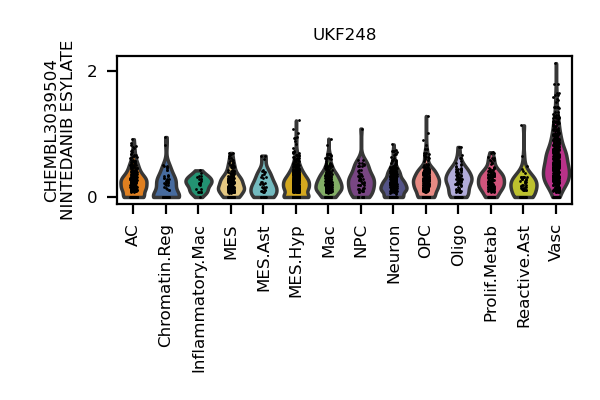 UKF248
CHEMBL3039504
NINTEDANIB ESYLATE
2
0
AC
Chromatin.Reg
Inflammatory.Mac
MES
MES.Ast
MES.Hyp
Mac
NPC
Neuron
OPC
Oligo
Prolif.Metab
Reactive.Ast
Vasc